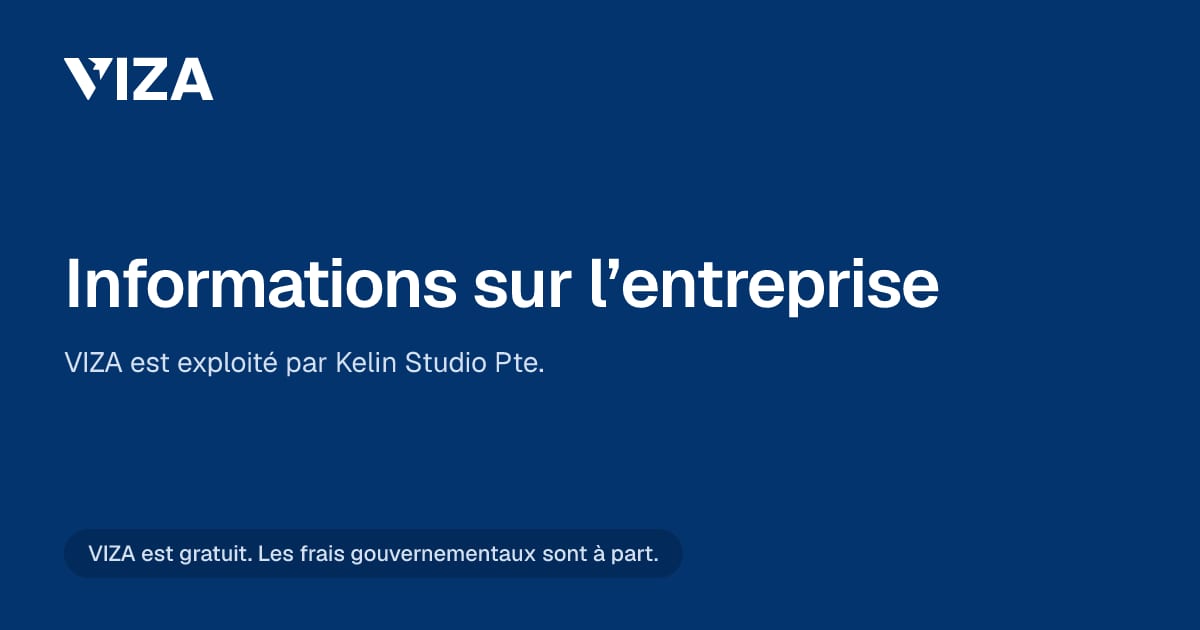 VIZA
Informations sur l’entreprise
VIZA est exploité par Kelin Studio Pte.
VIZA est gratuit. Les frais gouvernementaux sont à part.